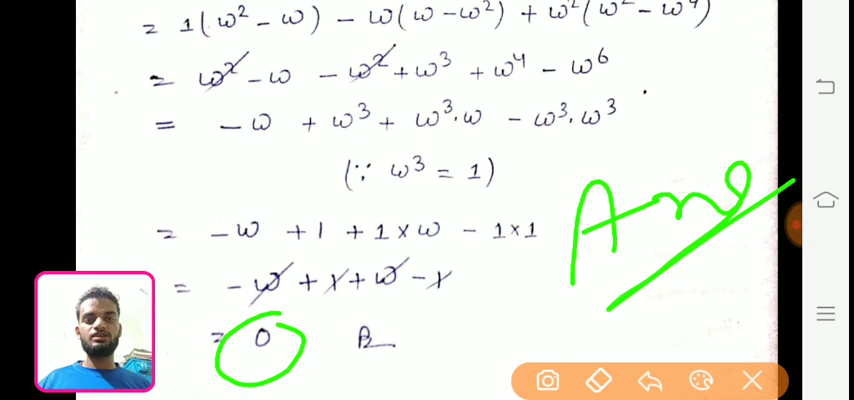 = 1(ω² − ω) − ω(ω − ω²) + ω²(ω² − ω⁴)
= ω² − ω − ω² + ω³ + ω⁴ − ω⁶
= − ω + ω³ + ω³.ω − ω³.ω³
(∵ ω³ = 1)
= −ω + 1 + 1 × ω − 1 × 1
= − ω + 1 + ω − 1
= 0
Ans